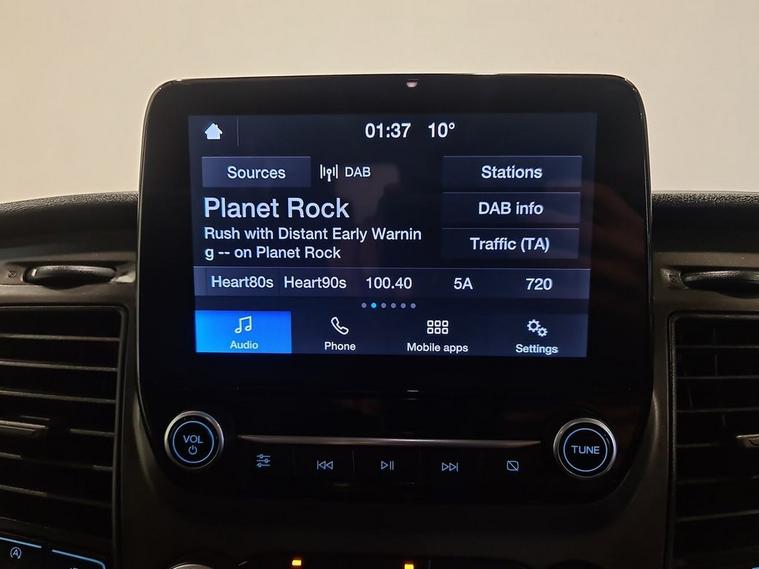 01:37 10°
Sources DAB Stations
Planet Rock
DAB info
Rush with Distant Early Warnin
g -- on Planet Rock
Traffic (TA)
Heart80s Heart90s 100.40 5A 720
Audio Phone Mobile apps Settings
VOL
TUNE
A